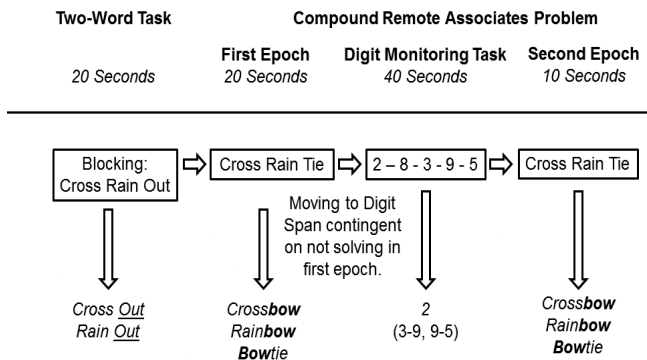 Two-Word Task
Compound Remote Associates Problem
First Epoch
Digit Monitoring Task
Second Epoch
20 Seconds
20 Seconds
40 Seconds
10 Seconds
Blocking:
Cross Rain Out
Cross Rain Tie
2 – 8 - 3 - 9 - 5
Cross Rain Tie
Moving to Digit
Span contingent
on not solving in
first epoch.
Cross Out
Rain Out
Crossbow
Rainbow
Bowtie
2
(3-9, 9-5)
Crossbow
Rainbow
Bowtie